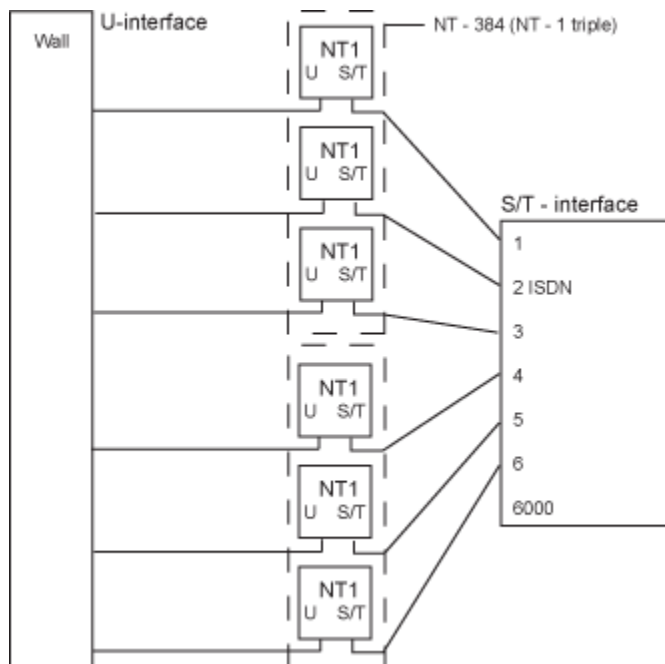 U-interface
Wall
NT - 384 (NT - 1 triple)
NT1
U S/T
NT1
U S/T
NT1
U S/T
NT1
U S/T
NT1
U S/T
NT1
U S/T
S/T - interface
1
2 ISDN
3
4
5
6
6000